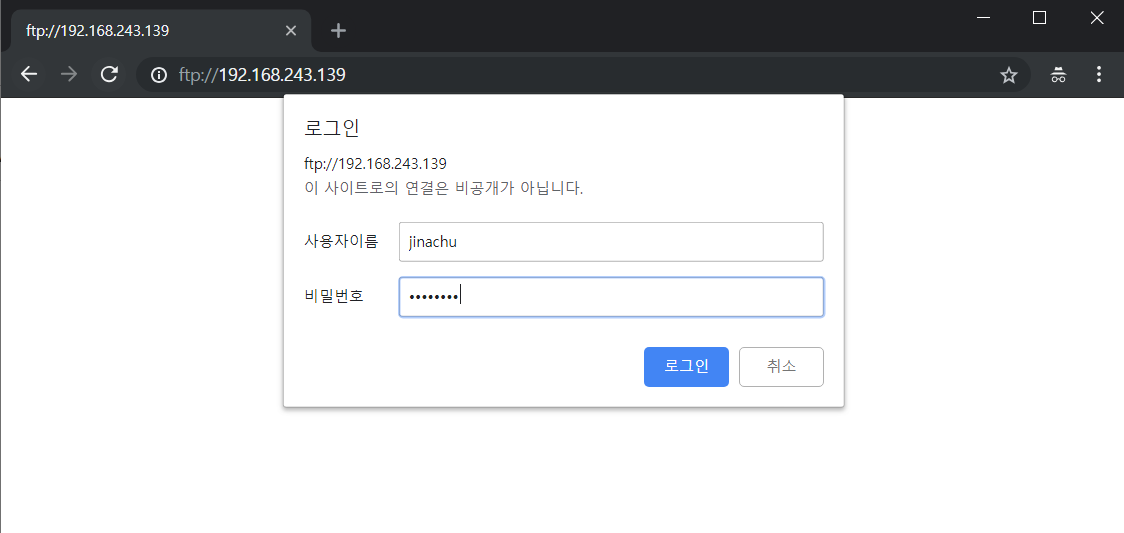 ftp://192.168.243.139
ftp://192.168.243.139
로그인
ftp://192.168.243.139
이 사이트로의 연결은 비공개가 아닙니다.
사용자이름 jinachu
비밀번호 ••••••••
로그인 취소